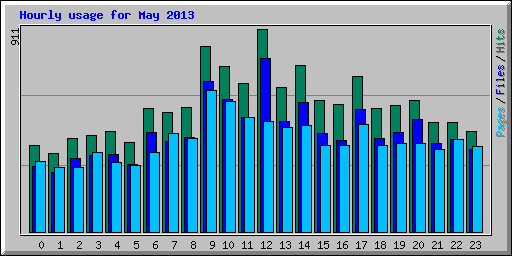 Hourly usage for May 2013
911
Pages/Files/Hits
0 1 2 3 4 5 6 7 8 9 10 11 12 13 14 15 16 17 18 19 20 21 22 23